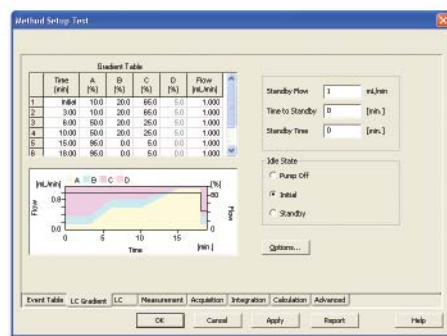 Method Setup Test
Gradient Table
Time [min] A [%] B [%] C [%] D [%] Flow [mL/min]
1 Initial 10.0 20.0 65.0 5.0 1.000
2 3.00 10.0 20.0 65.0 5.0 1.000
3 6.00 50.0 20.0 25.0 5.0 1.000
4 10.00 50.0 20.0 25.0 5.0 1.000
5 15.00 95.0 0.0 5.0 0.0 1.000
6 18.00 95.0 0.0 5.0 0.0 1.000
[mL/min] A B C D [%]
Flow 0.8 80 Flow
0.0
0 5 10 15
Time [min]
Standby Flow 1 mL/min
Time to Standby 0 [min.]
Standby Time 0 [min.]
Idle State
Pump Off
Initial
Standby
Options...
Event Table LC Gradient LC Measurement Acquisition Integration Calculation Advanced
OK Cancel Apply Report Help